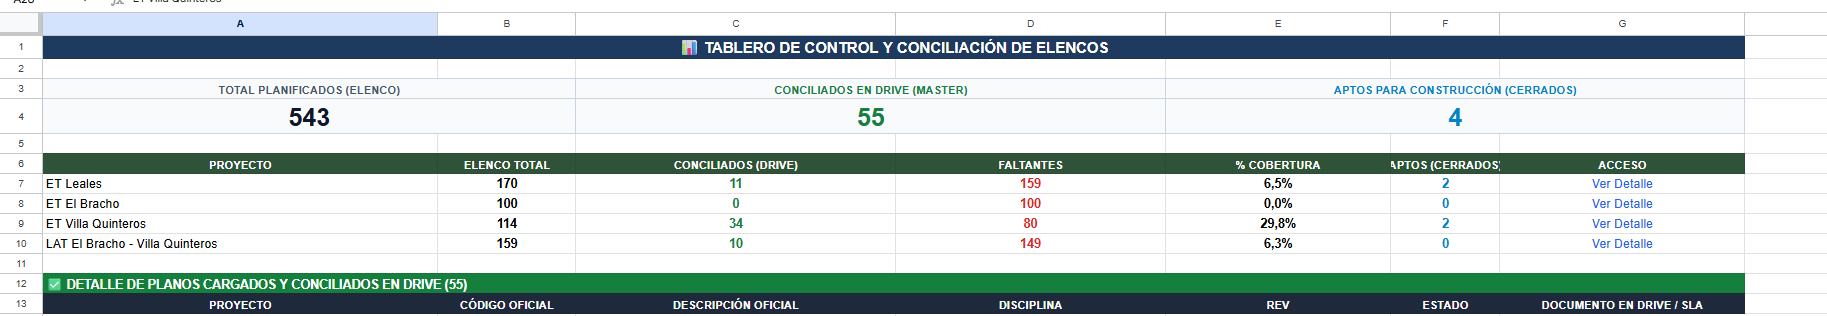 A20 fx ET Villa Quinteros
A B C D E F G
1 📊 TABLERO DE CONTROL Y CONCILIACIÓN DE ELENCOS
2
3 TOTAL PLANIFICADOS (ELENCO) CONCILIADOS EN DRIVE (MASTER) APTOS PARA CONSTRUCCIÓN (CERRADOS)
4 543 55 4
5
6 PROYECTO ELENCO TOTAL CONCILIADOS (DRIVE) FALTANTES % COBERTURA APTOS (CERRADOS) ACCESO
7 ET Leales 170 11 159 6,5% 2 Ver Detalle
8 ET El Bracho 100 0 100 0,0% 0 Ver Detalle
9 ET Villa Quinteros 114 34 80 29,8% 2 Ver Detalle
10 LAT El Bracho - Villa Quinteros 159 10 149 6,3% 0 Ver Detalle
11
12 ✅ DETALLE DE PLANOS CARGADOS Y CONCILIADOS EN DRIVE (55)
13 PROYECTO CÓDIGO OFICIAL DESCRIPCIÓN OFICIAL DISCIPLINA REV ESTADO DOCUMENTO EN DRIVE / SLA